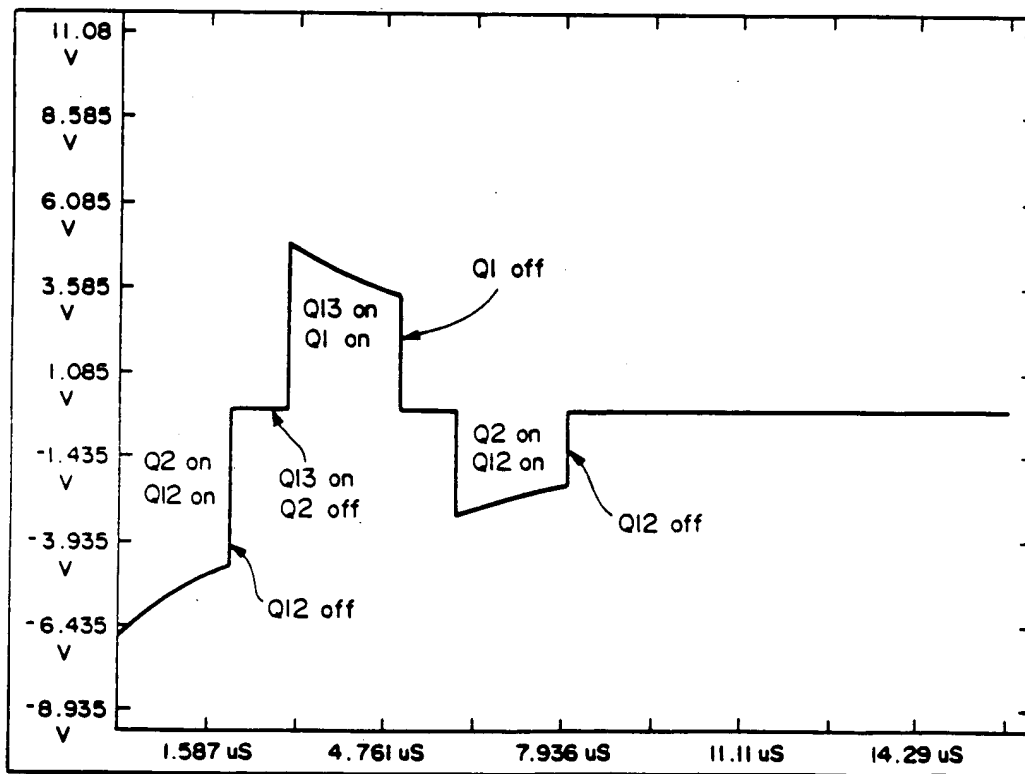 11.08
V
8.585
V
6.085
V
3.585
V
1.085
V
-1.435
V
-3.935
V
-6.435
V
-8.935
V
Q13 on
Q1 on
Q1 off
Q2 on
Q12 on
Q13 on
Q2 off
Q12 off
Q2 on
Q12 on
Q12 off
1.587 uS
4.761 uS
7.936 uS
11.11 uS
14.29 uS